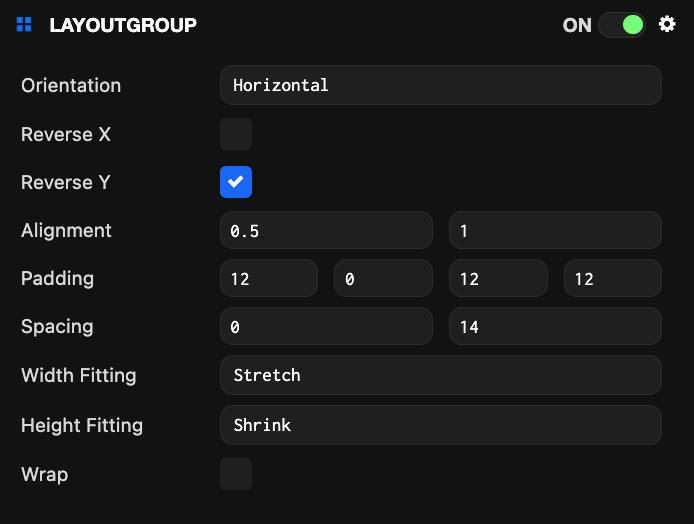 LAYOUTGROUP ON
Orientation Horizontal
Reverse X
Reverse Y
Alignment 0.5 1
Padding 12 0 12 12
Spacing 0 14
Width Fitting Stretch
Height Fitting Shrink
Wrap